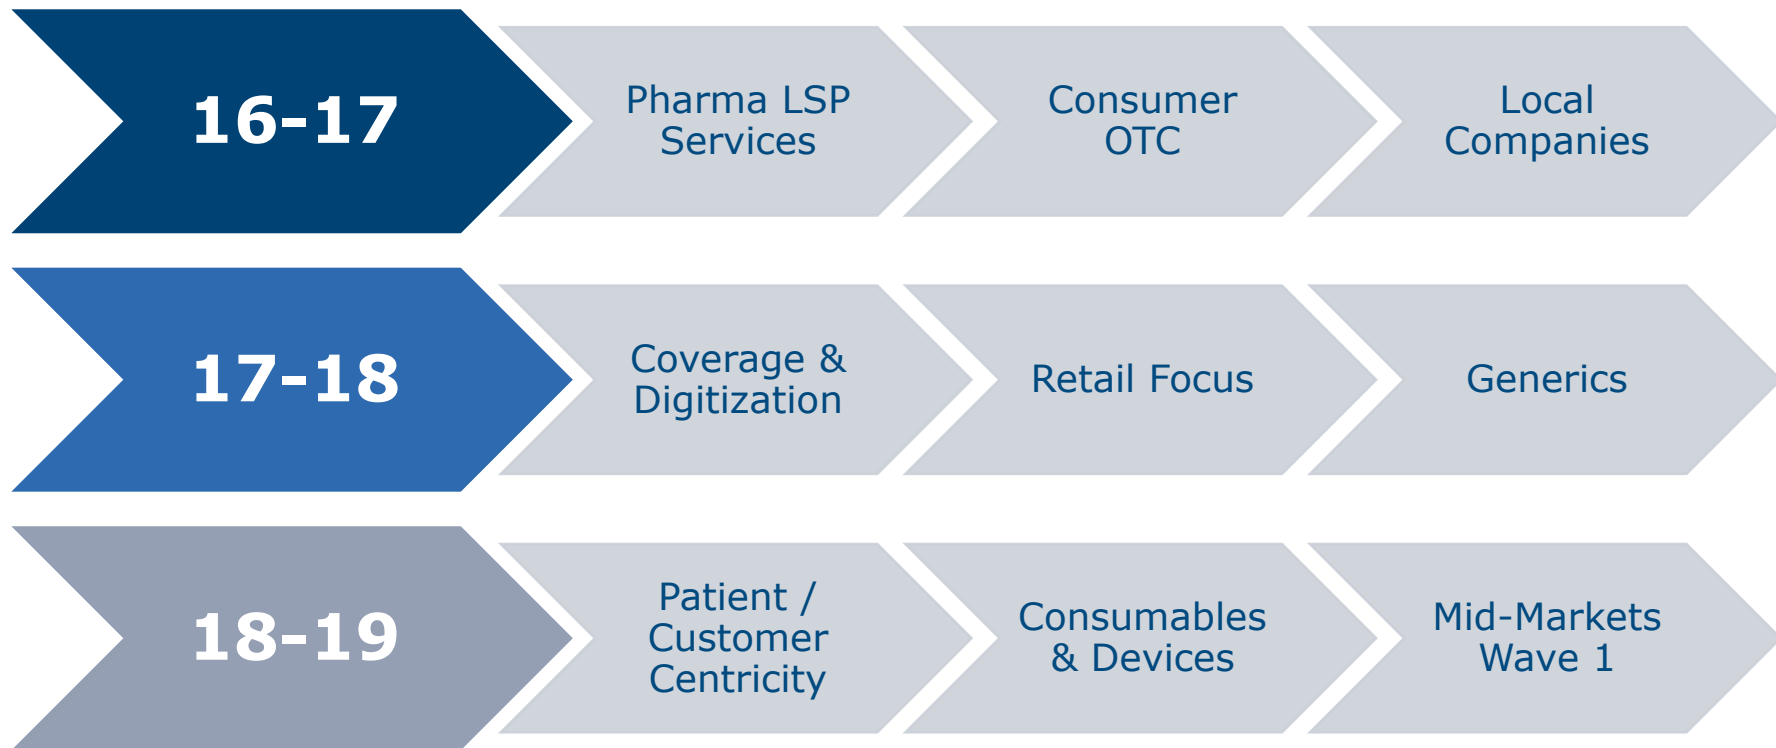 16-17
Pharma LSP
Services
Consumer
OTC
Local
Companies
17-18
Coverage &
Digitization
Retail Focus
Generics
18-19
Patient /
Customer
Centricity
Consumables
& Devices
Mid-Markets
Wave 1